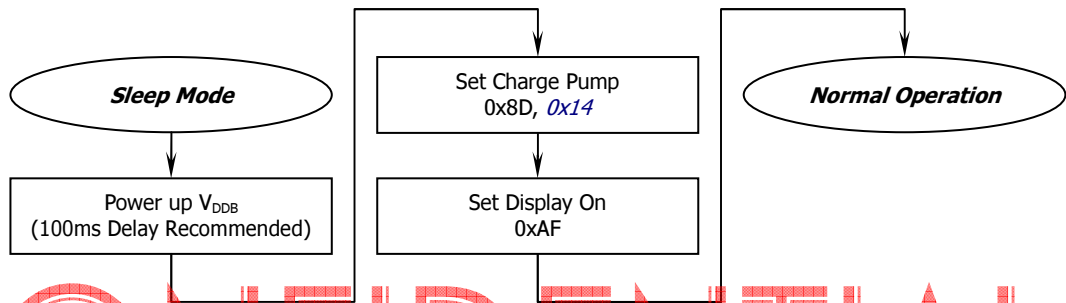 Sleep Mode
Power up VDDB
(100ms Delay Recommended)
Set Charge Pump
0x8D, 0x14
Set Display On
0xAF
Normal Operation